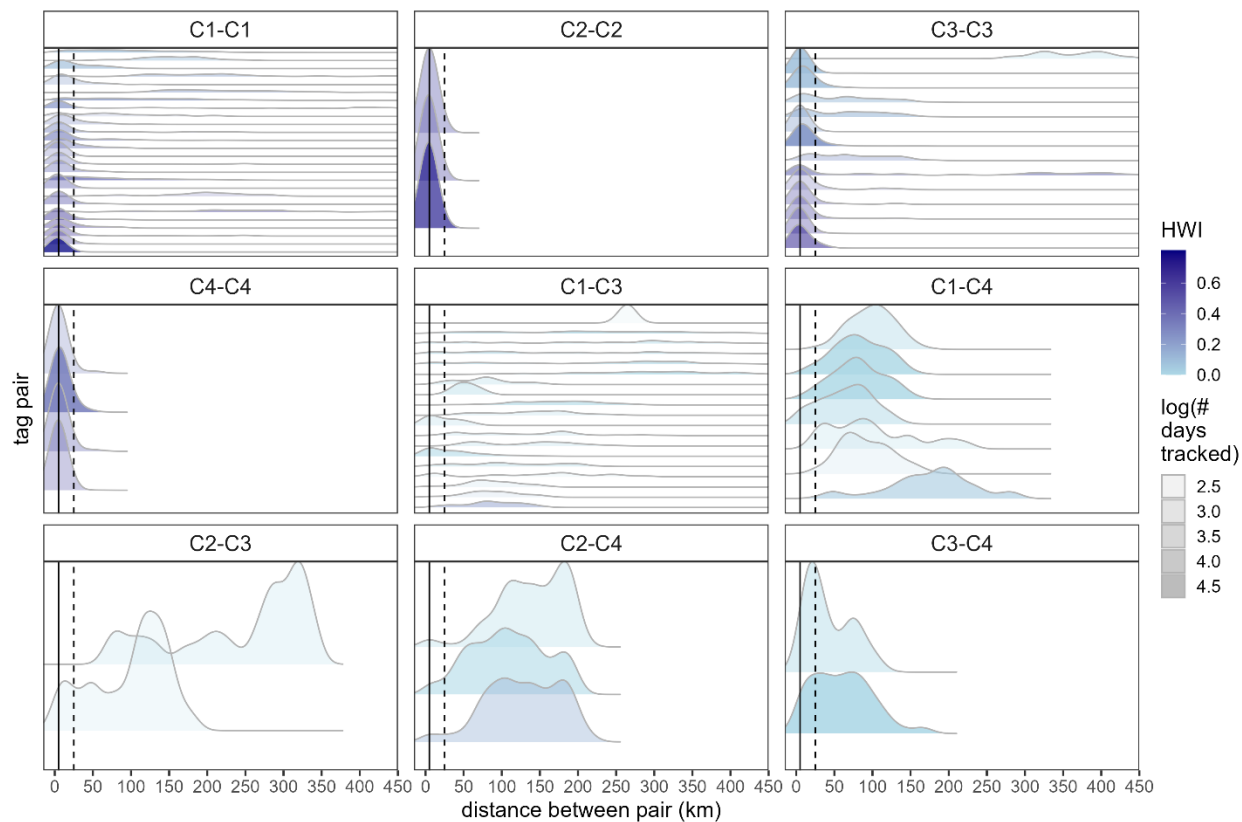 C1-C1
C2-C2
C3-C3
C4-C4
C1-C3
C1-C4
C2-C3
C2-C4
C3-C4
tag pair
0 50 100 150 200 250 300 350 400 450
0 50 100 150 200 250 300 350 400 450
0 50 100 150 200 250 300 350 400 450
distance between pair (km)
HWI
0.6
0.4
0.2
0.0
log(#
days
tracked)
2.5
3.0
3.5
4.0
4.5